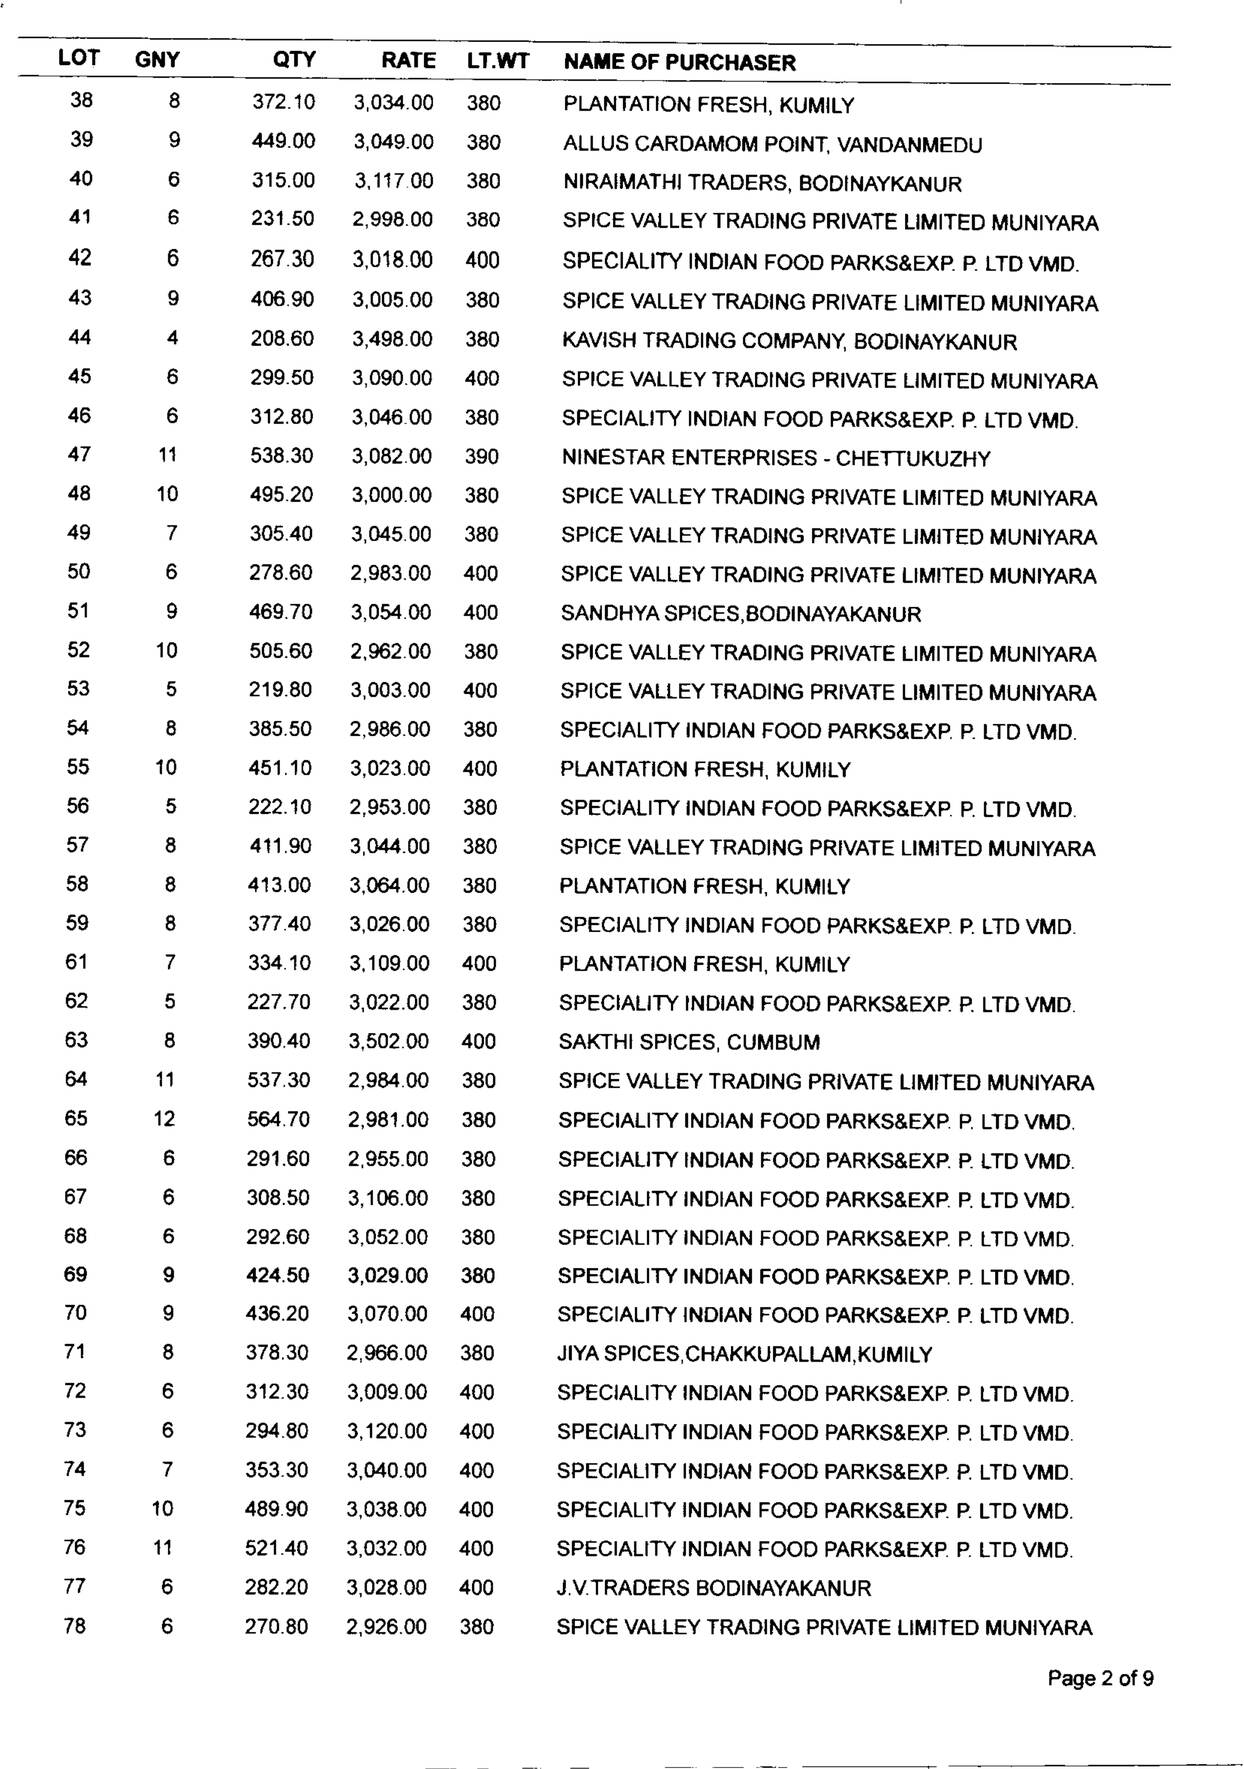 LOT GNY QTY RATE LT.WT NAME OF PURCHASER
38 8 372.10 3,034.00 380 PLANTATION FRESH, KUMILY
39 9 449.00 3,049.00 380 ALLUS CARDAMOM POINT, VANDANMEDU
40 6 315.00 3,117.00 380 NIRAIMATHI TRADERS, BODINAYKANUR
41 6 231.50 2,998.00 380 SPICE VALLEY TRADING PRIVATE LIMITED MUNIYARA
42 6 267.30 3,018.00 400 SPECIALITY INDIAN FOOD PARKS&EXP. P. LTD VMD.
43 9 406.90 3,005.00 380 SPICE VALLEY TRADING PRIVATE LIMITED MUNIYARA
44 4 208.60 3,498.00 380 KAVISH TRADING COMPANY, BODINAYKANUR
45 6 299.50 3,090.00 400 SPICE VALLEY TRADING PRIVATE LIMITED MUNIYARA
46 6 312.80 3,046.00 380 SPECIALITY INDIAN FOOD PARKS&EXP. P. LTD VMD.
47 11 538.30 3,082.00 390 NINESTAR ENTERPRISES - CHETTUKUZHY
48 10 495.20 3,000.00 380 SPICE VALLEY TRADING PRIVATE LIMITED MUNIYARA
49 7 305.40 3,045.00 380 SPICE VALLEY TRADING PRIVATE LIMITED MUNIYARA
50 6 278.60 2,983.00 400 SPICE VALLEY TRADING PRIVATE LIMITED MUNIYARA
51 9 469.70 3,054.00 400 SANDHYA SPICES,BODINAYAKANUR
52 10 505.60 2,962.00 380 SPICE VALLEY TRADING PRIVATE LIMITED MUNIYARA
53 5 219.80 3,003.00 400 SPICE VALLEY TRADING PRIVATE LIMITED MUNIYARA
54 8 385.50 2,986.00 380 SPECIALITY INDIAN FOOD PARKS&EXP. P. LTD VMD.
55 10 451.10 3,023.00 400 PLANTATION FRESH, KUMILY
56 5 222.10 2,953.00 380 SPECIALITY INDIAN FOOD PARKS&EXP. P. LTD VMD.
57 8 411.90 3,044.00 380 SPICE VALLEY TRADING PRIVATE LIMITED MUNIYARA
58 8 413.00 3,064.00 380 PLANTATION FRESH, KUMILY
59 8 377.40 3,026.00 380 SPECIALITY INDIAN FOOD PARKS&EXP. P. LTD VMD.
61 7 334.10 3,109.00 400 PLANTATION FRESH, KUMILY
62 5 227.70 3,022.00 380 SPECIALITY INDIAN FOOD PARKS&EXP. P. LTD VMD.
63 8 390.40 3,502.00 400 SAKTHI SPICES, CUMBUM
64 11 537.30 2,984.00 380 SPICE VALLEY TRADING PRIVATE LIMITED MUNIYARA
65 12 564.70 2,981.00 380 SPECIALITY INDIAN FOOD PARKS&EXP. P. LTD VMD.
66 6 291.60 2,955.00 380 SPECIALITY INDIAN FOOD PARKS&EXP. P. LTD VMD.
67 6 308.50 3,106.00 380 SPECIALITY INDIAN FOOD PARKS&EXP. P. LTD VMD.
68 6 292.60 3,052.00 380 SPECIALITY INDIAN FOOD PARKS&EXP. P. LTD VMD.
69 9 424.50 3,029.00 380 SPECIALITY INDIAN FOOD PARKS&EXP. P. LTD VMD.
70 9 436.20 3,070.00 400 SPECIALITY INDIAN FOOD PARKS&EXP. P. LTD VMD.
71 8 378.30 2,966.00 380 JIYA SPICES,CHAKKUPALLAM,KUMILY
72 6 312.30 3,009.00 400 SPECIALITY INDIAN FOOD PARKS&EXP. P. LTD VMD.
73 6 294.80 3,120.00 400 SPECIALITY INDIAN FOOD PARKS&EXP. P. LTD VMD.
74 7 353.30 3,040.00 400 SPECIALITY INDIAN FOOD PARKS&EXP. P. LTD VMD.
75 10 489.90 3,038.00 400 SPECIALITY INDIAN FOOD PARKS&EXP. P. LTD VMD.
76 11 521.40 3,032.00 400 SPECIALITY INDIAN FOOD PARKS&EXP. P. LTD VMD.
77 6 282.20 3,028.00 400 J.V.TRADERS BODINAYAKANUR
78 6 270.80 2,926.00 380 SPICE VALLEY TRADING PRIVATE LIMITED MUNIYARA
Page 2 of 9